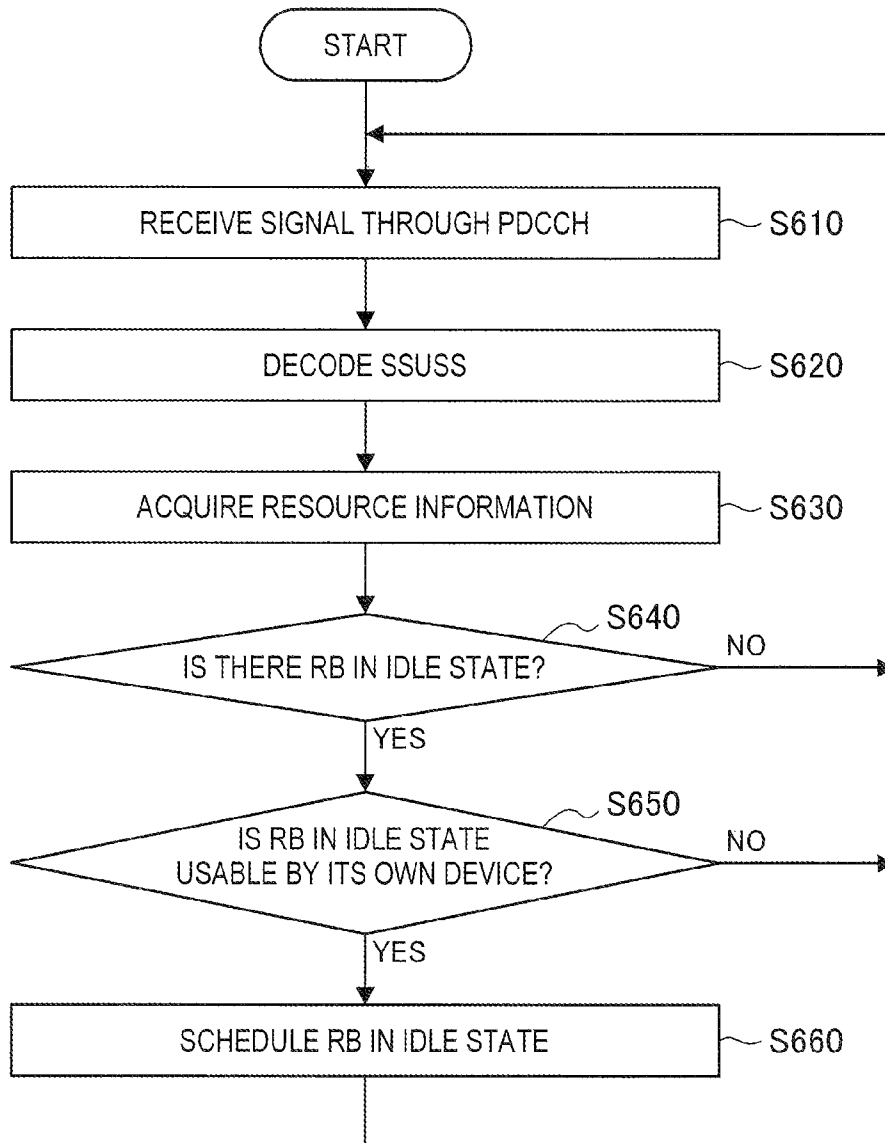 START
RECEIVE SIGNAL THROUGH PDCCH
S610
DECODE SSUSS
S620
ACQUIRE RESOURCE INFORMATION
S630
S640
IS THERE RB IN IDLE STATE?
NO
YES
S650
IS RB IN IDLE STATE
USABLE BY ITS OWN DEVICE?
NO
YES
SCHEDULE RB IN IDLE STATE
S660